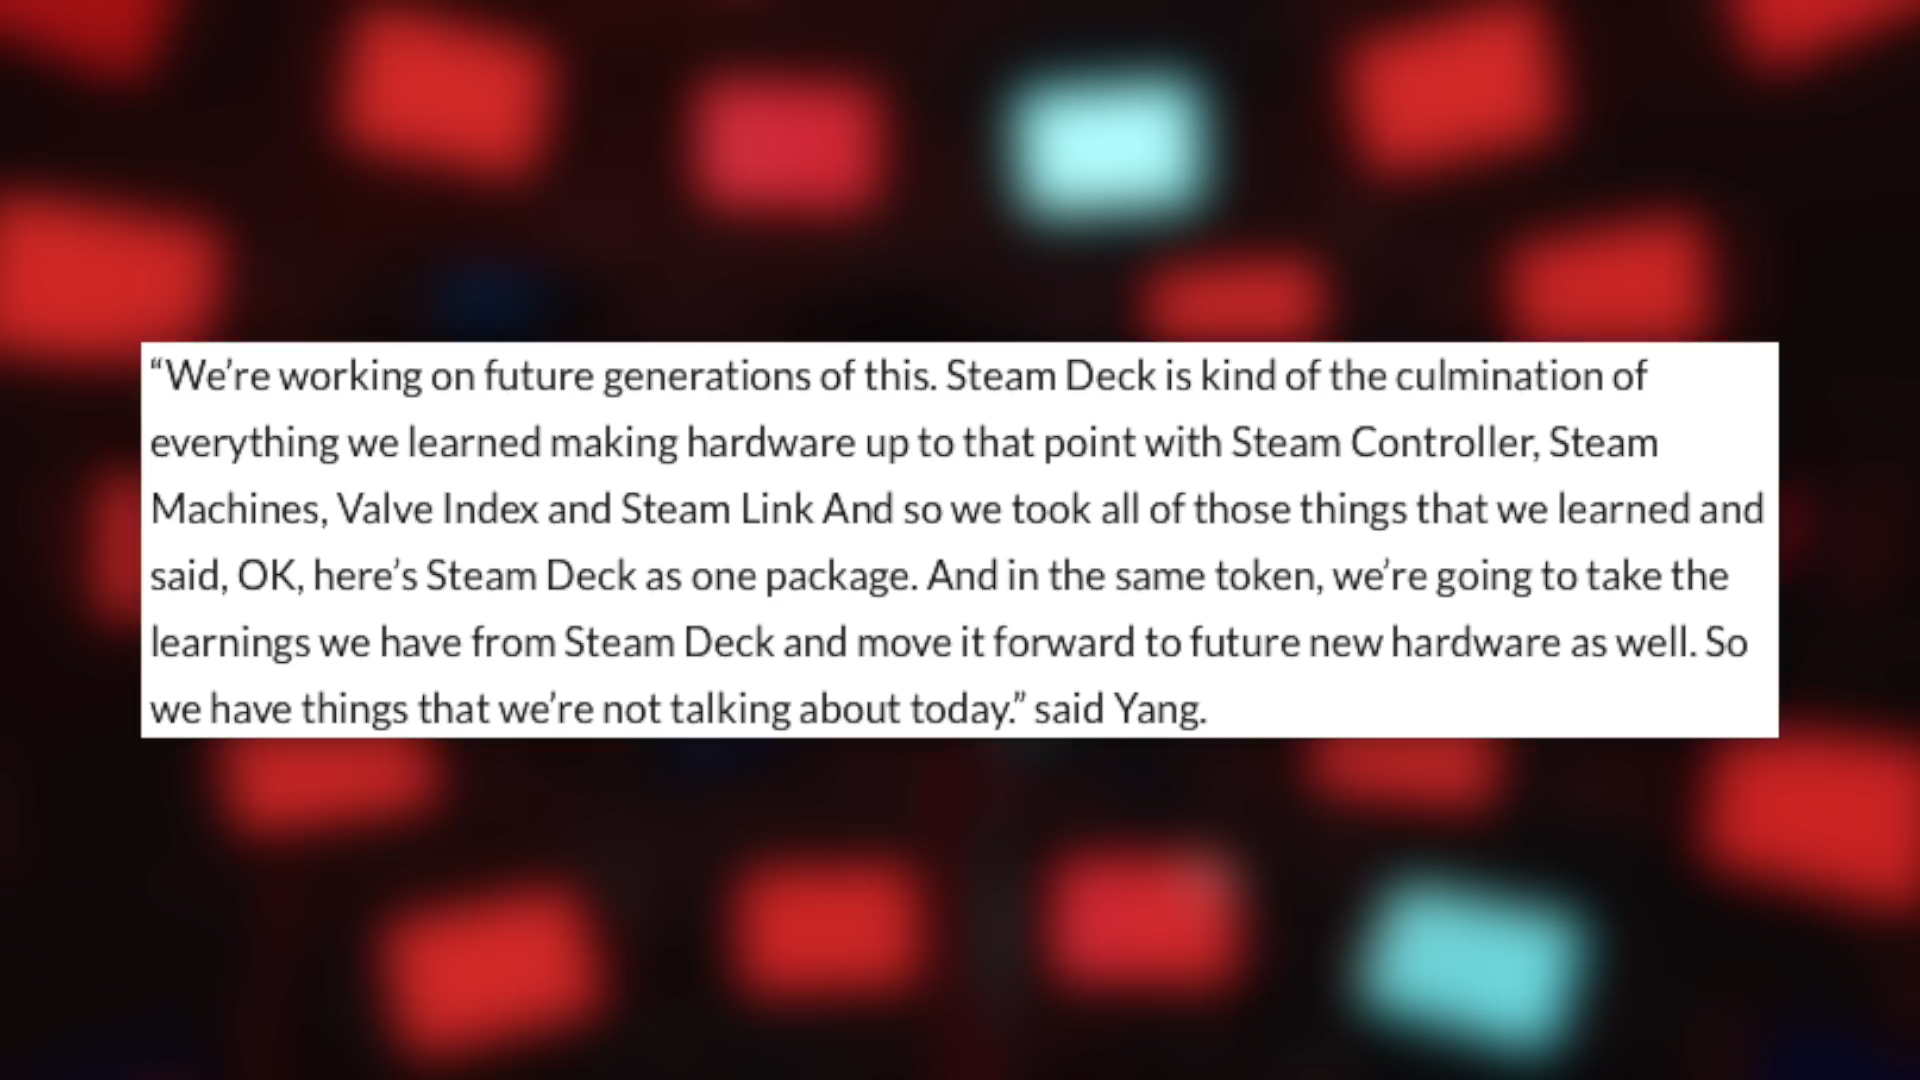 “We’re working on future generations of this. Steam Deck is kind of the culmination of
everything we learned making hardware up to that point with Steam Controller, Steam
Machines, Valve Index and Steam Link And so we took all of those things that we learned and
said, OK, here’s Steam Deck as one package. And in the same token, we’re going to take the
learnings we have from Steam Deck and move it forward to future new hardware as well. So
we have things that we’re not talking about today.” said Yang.